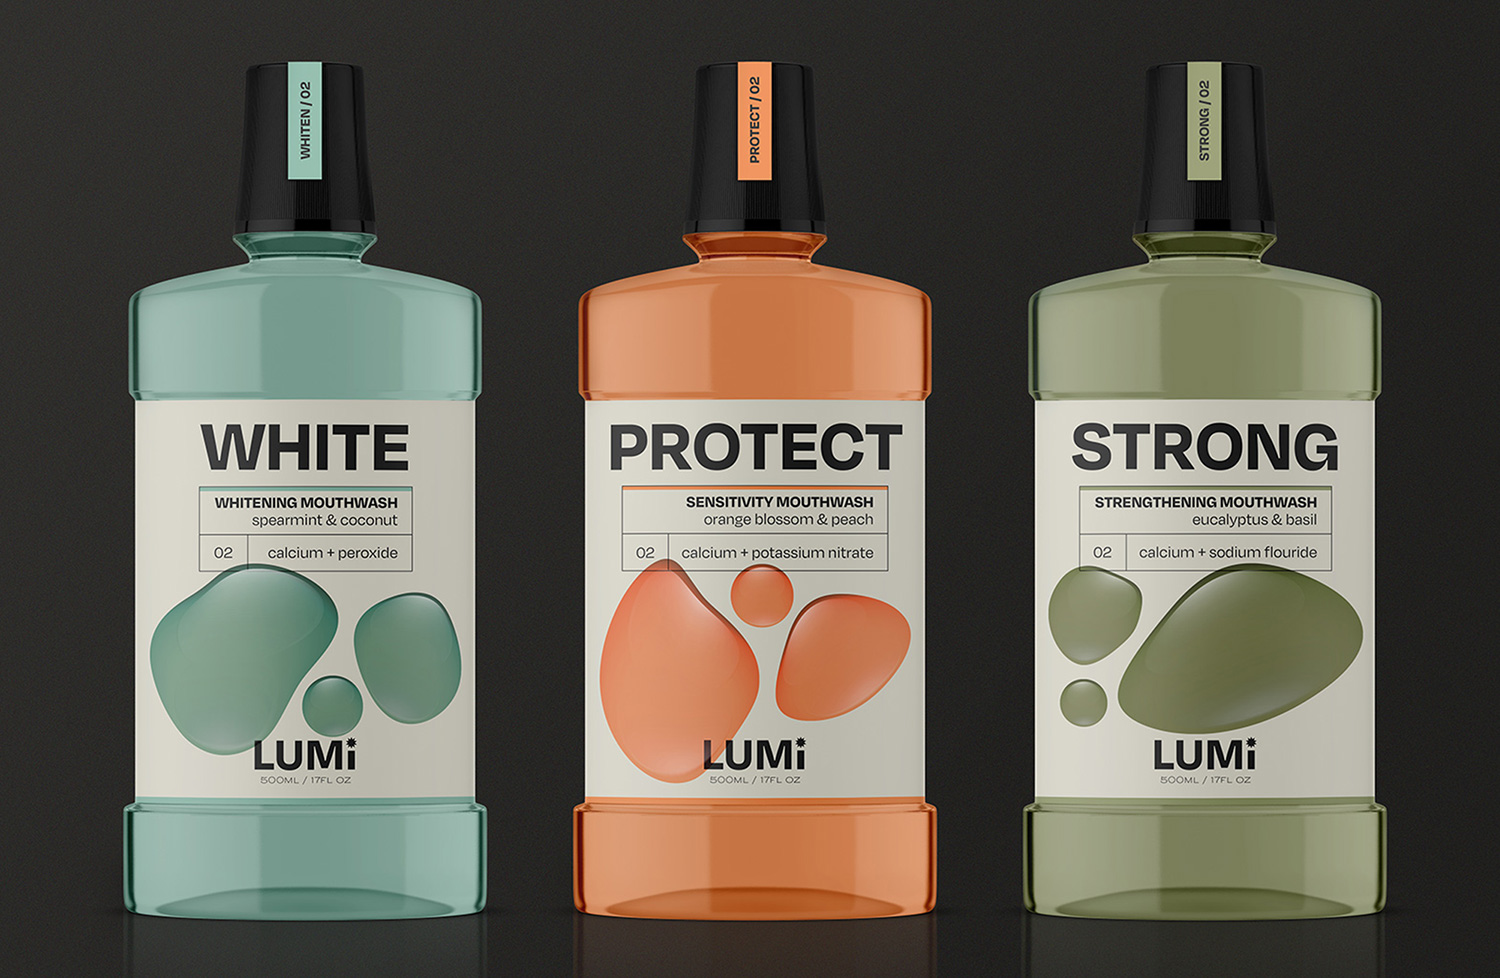 WHITEN / 02
WHITE
WHITENING MOUTHWASH
spearmint & coconut
02 calcium + peroxide
LUMi
500ML / 17FL OZ
PROTECT / 02
PROTECT
SENSITIVITY MOUTHWASH
orange blossom & peach
02 calcium + potassium nitrate
LUMi
500ML / 17FL OZ
STRONG / 02
STRONG
STRENGTHENING MOUTHWASH
eucalyptus & basil
02 calcium + sodium flouride
LUMi
500ML / 17FL OZ